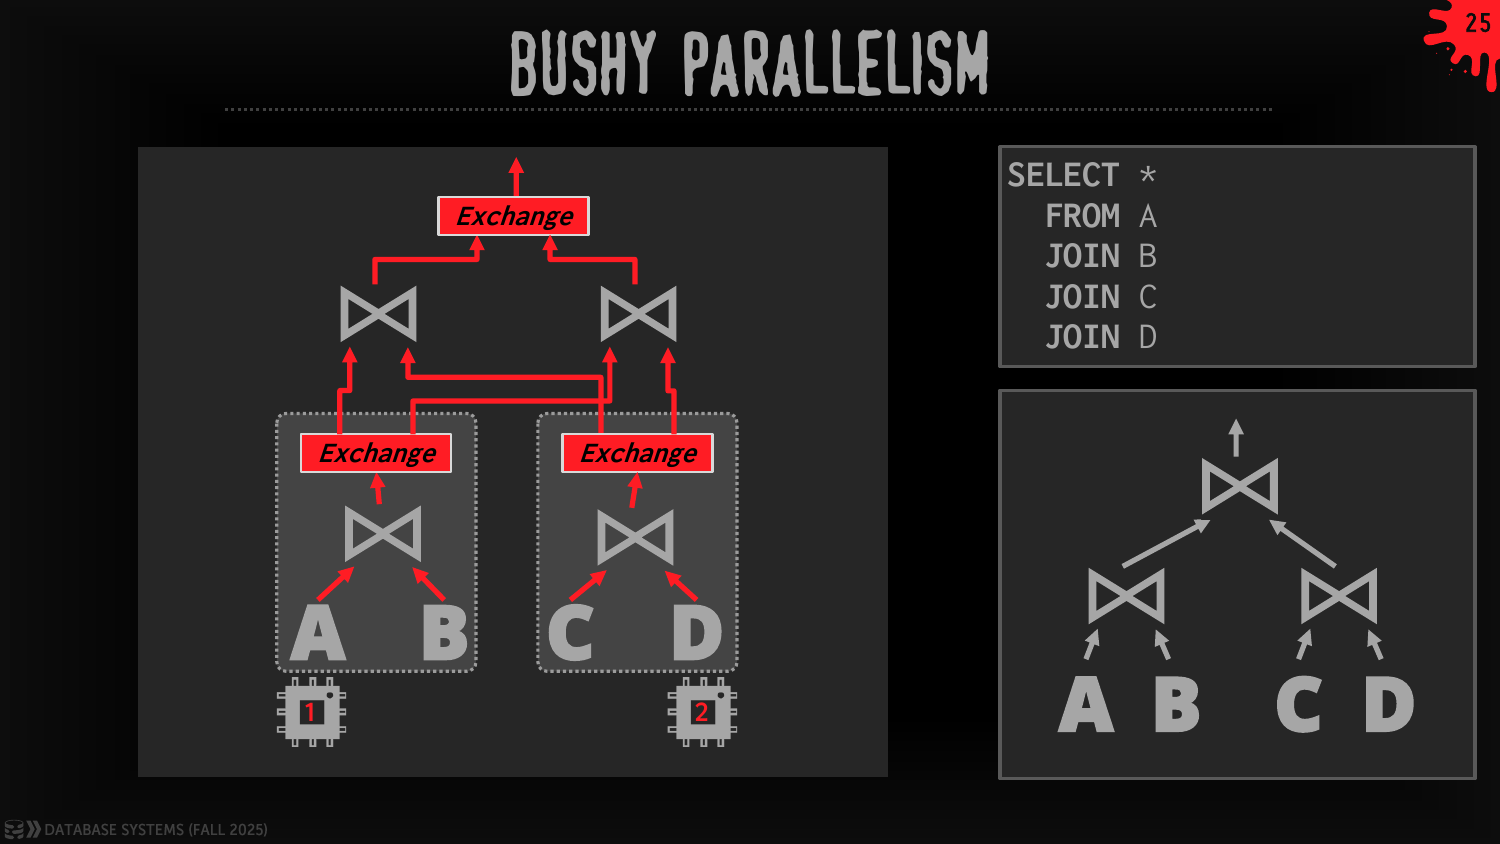 BUSHY PARALLELISM
25
Exchange
Exchange
Exchange
A B
C D
1
2
SELECT *
FROM A
JOIN B
JOIN C
JOIN D
A B C D
DATABASE SYSTEMS (FALL 2025)